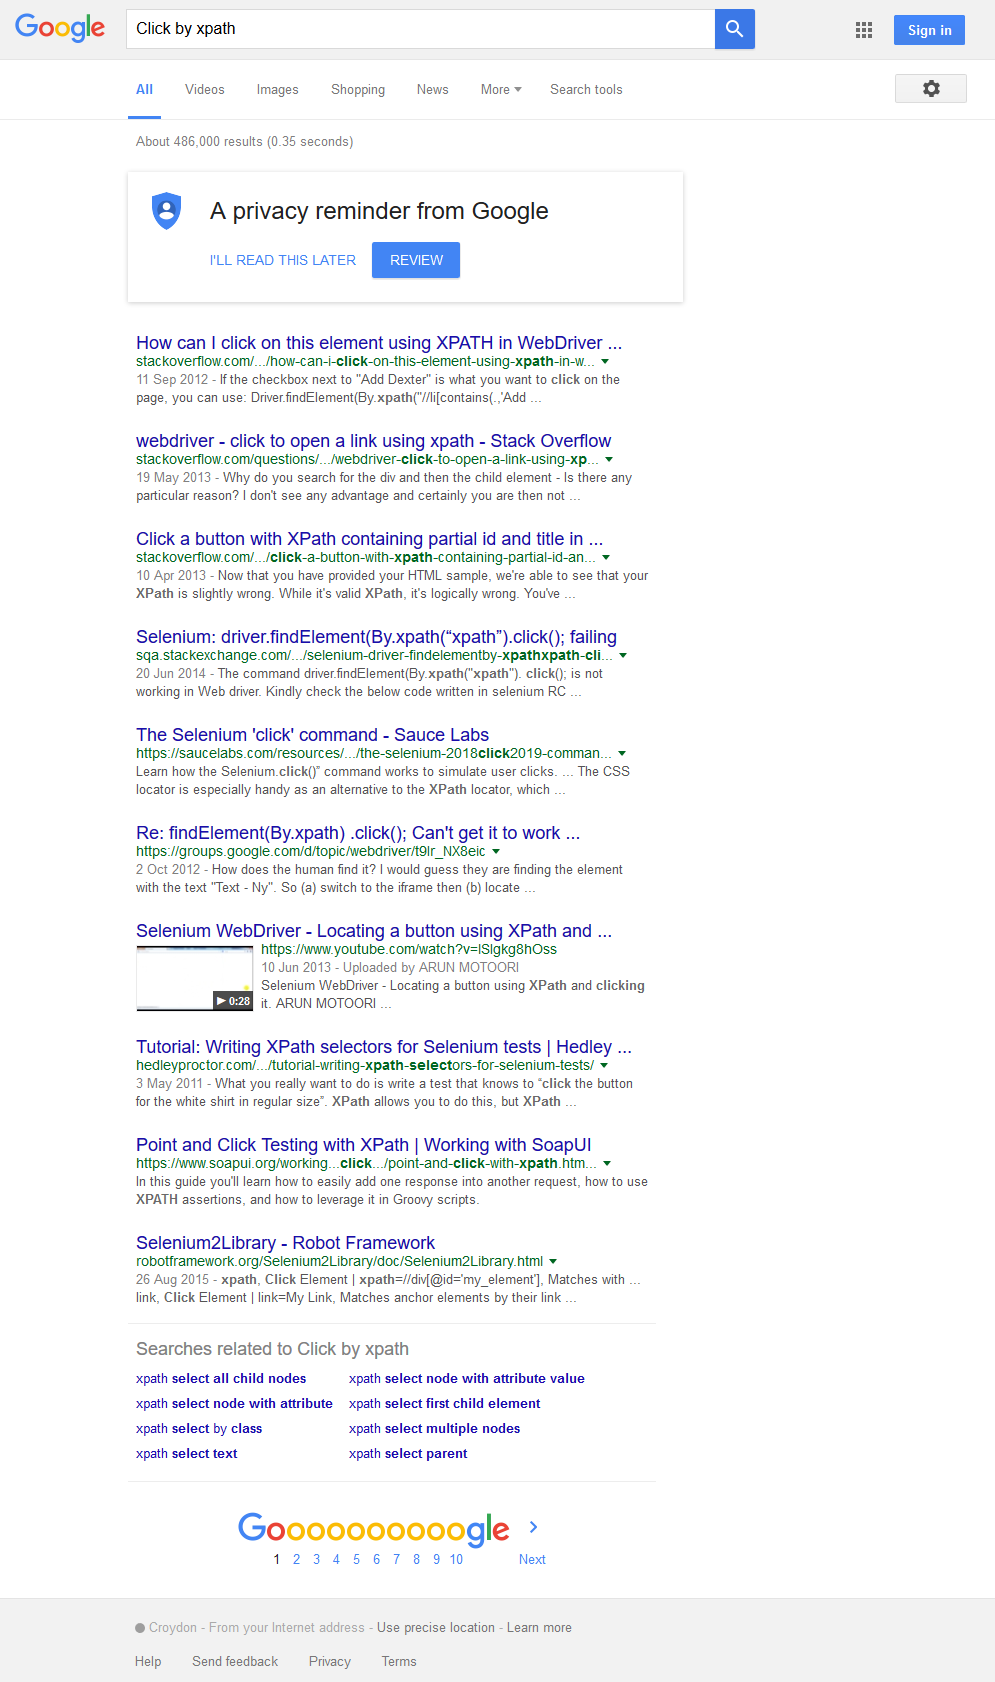 Google
Click by xpath
Sign in
All Videos Images Shopping News More Search tools
About 486,000 results (0.35 seconds)
A privacy reminder from Google
I'LL READ THIS LATER REVIEW
How can I click on this element using XPATH in WebDriver ...
stackoverflow.com/.../how-can-i-click-on-this-element-using-xpath-in-w...
11 Sep 2012 - If the checkbox next to "Add Dexter" is what you want to click on the
page, you can use: Driver.findElement(By.xpath("//li[contains(.,'Add ...
webdriver - click to open a link using xpath - Stack Overflow
stackoverflow.com/questions/.../webdriver-click-to-open-a-link-using-xp...
19 May 2013 - Why do you search for the div and then the child element - Is there any
particular reason? I don't see any advantage and certainly you are then not ...
Click a button with XPath containing partial id and title in ...
stackoverflow.com/.../click-a-button-with-xpath-containing-partial-id-an...
10 Apr 2013 - Now that you have provided your HTML sample, we're able to see that your
XPath is slightly wrong. While it's valid XPath, it's logically wrong. You've ...
Selenium: driver.findElement(By.xpath(“xpath”).click(); failing
sqa.stackexchange.com/.../selenium-driver-findelementby-xpathxpath-cli...
20 Jun 2014 - The command driver.findElement(By.xpath("xpath"). click(); is not
working in Web driver. Kindly check the below code written in selenium RC ...
The Selenium 'click' command - Sauce Labs
https://saucelabs.com/resources/.../the-selenium-2018click2019-comman...
Learn how the Selenium.click()” command works to simulate user clicks. ... The CSS
locator is especially handy as an alternative to the XPath locator, which ...
Re: findElement(By.xpath) .click(); Can't get it to work ...
https://groups.google.com/d/topic/webdriver/t9lr_NX8eic
2 Oct 2012 - How does the human find it? I would guess they are finding the element
with the text "Text - Ny". So (a) switch to the iframe then (b) locate ...
Selenium WebDriver - Locating a button using XPath and ...
https://www.youtube.com/watch?v=lSlgkg8hOss
10 Jun 2013 - Uploaded by ARUN MOTOORI
Selenium WebDriver - Locating a button using XPath and clicking
0:28 it. ARUN MOTOORI ...
Tutorial: Writing XPath selectors for Selenium tests | Hedley ...
hedleyproctor.com/.../tutorial-writing-xpath-selectors-for-selenium-tests/
3 May 2011 - What you really want to do is write a test that knows to “click the button
for the white shirt in regular size”. XPath allows you to do this, but XPath ...
Point and Click Testing with XPath | Working with SoapUI
https://www.soapui.org/working...click.../point-and-click-with-xpath.htm...
In this guide you'll learn how to easily add one response into another request, how to use
XPATH assertions, and how to leverage it in Groovy scripts.
Selenium2Library - Robot Framework
robotframework.org/Selenium2Library/doc/Selenium2Library.html
26 Aug 2015 - xpath, Click Element | xpath=//div[@id='my_element'], Matches with ...
link, Click Element | link=My Link, Matches anchor elements by their link ...
Searches related to Click by xpath
xpath select all child nodes xpath select node with attribute value
xpath select node with attribute xpath select first child element
xpath select by class xpath select multiple nodes
xpath select text xpath select parent
Goooooooooogle
1 2 3 4 5 6 7 8 9 10 Next
Croydon - From your Internet address - Use precise location - Learn more
Help Send feedback Privacy Terms